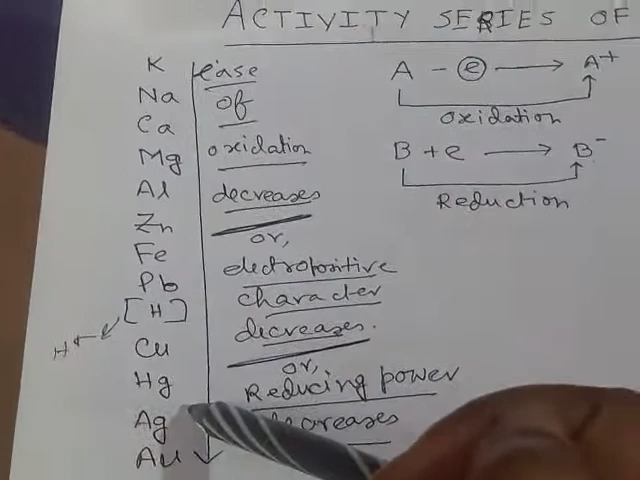 ACTIVITY SERIES OF
K
Na
Ca
Mg
Al
Zn
Fe
Pb
[H]
H+
Cu
Hg
Ag
Au
ease
of
oxidation
decreases
or,
electropositive
character
decreases.
or,
Reducing power
decreases
A - e → A+
oxidation
B + e → B-
Reduction